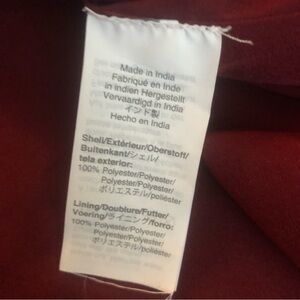 Made in India
Fabriqué en Inde
in indien Hergestellt
Vervaardigd in India
インド製
Hecho en India
Shell/Extérieur/Oberstoff/
Buitenkant/シェル/
tela exterior:
100% Polyester/Polyester/
Polyester/Polyester/
ポリエステル/poliéster
Lining/Doublure/Futter/
Voering/ライニング/forro:
100% Polyester/Polyester/
Polyester/Polyester/
ポリエステル/poliéster